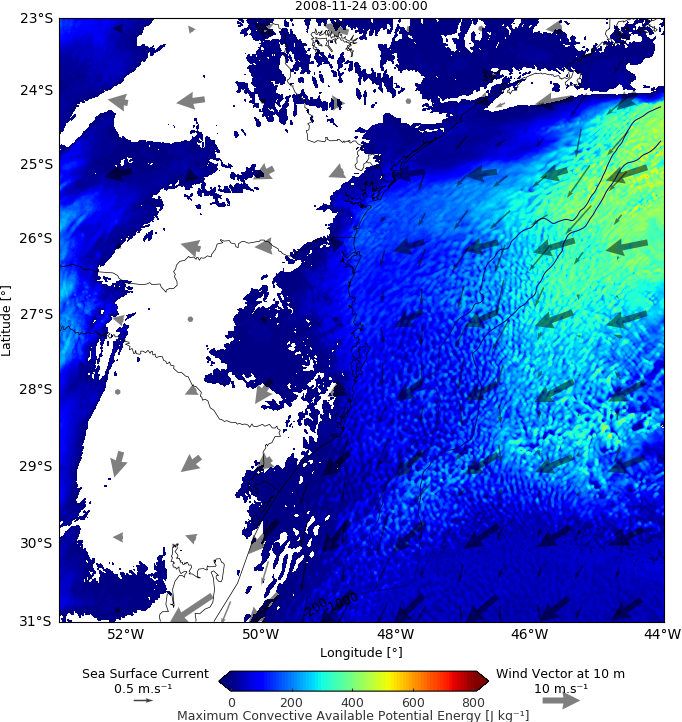 2008-11-24 03:00:00
23°S
24°S
25°S
26°S
27°S
28°S
29°S
30°S
31°S
Latitude [°]
52°W 50°W 48°W 46°W 44°W
Longitude [°]
Sea Surface Current
0.5 m.s⁻¹
Wind Vector at 10 m
10 m.s⁻¹
0 200 400 600 800
Maximum Convective Available Potential Energy [J kg⁻¹]